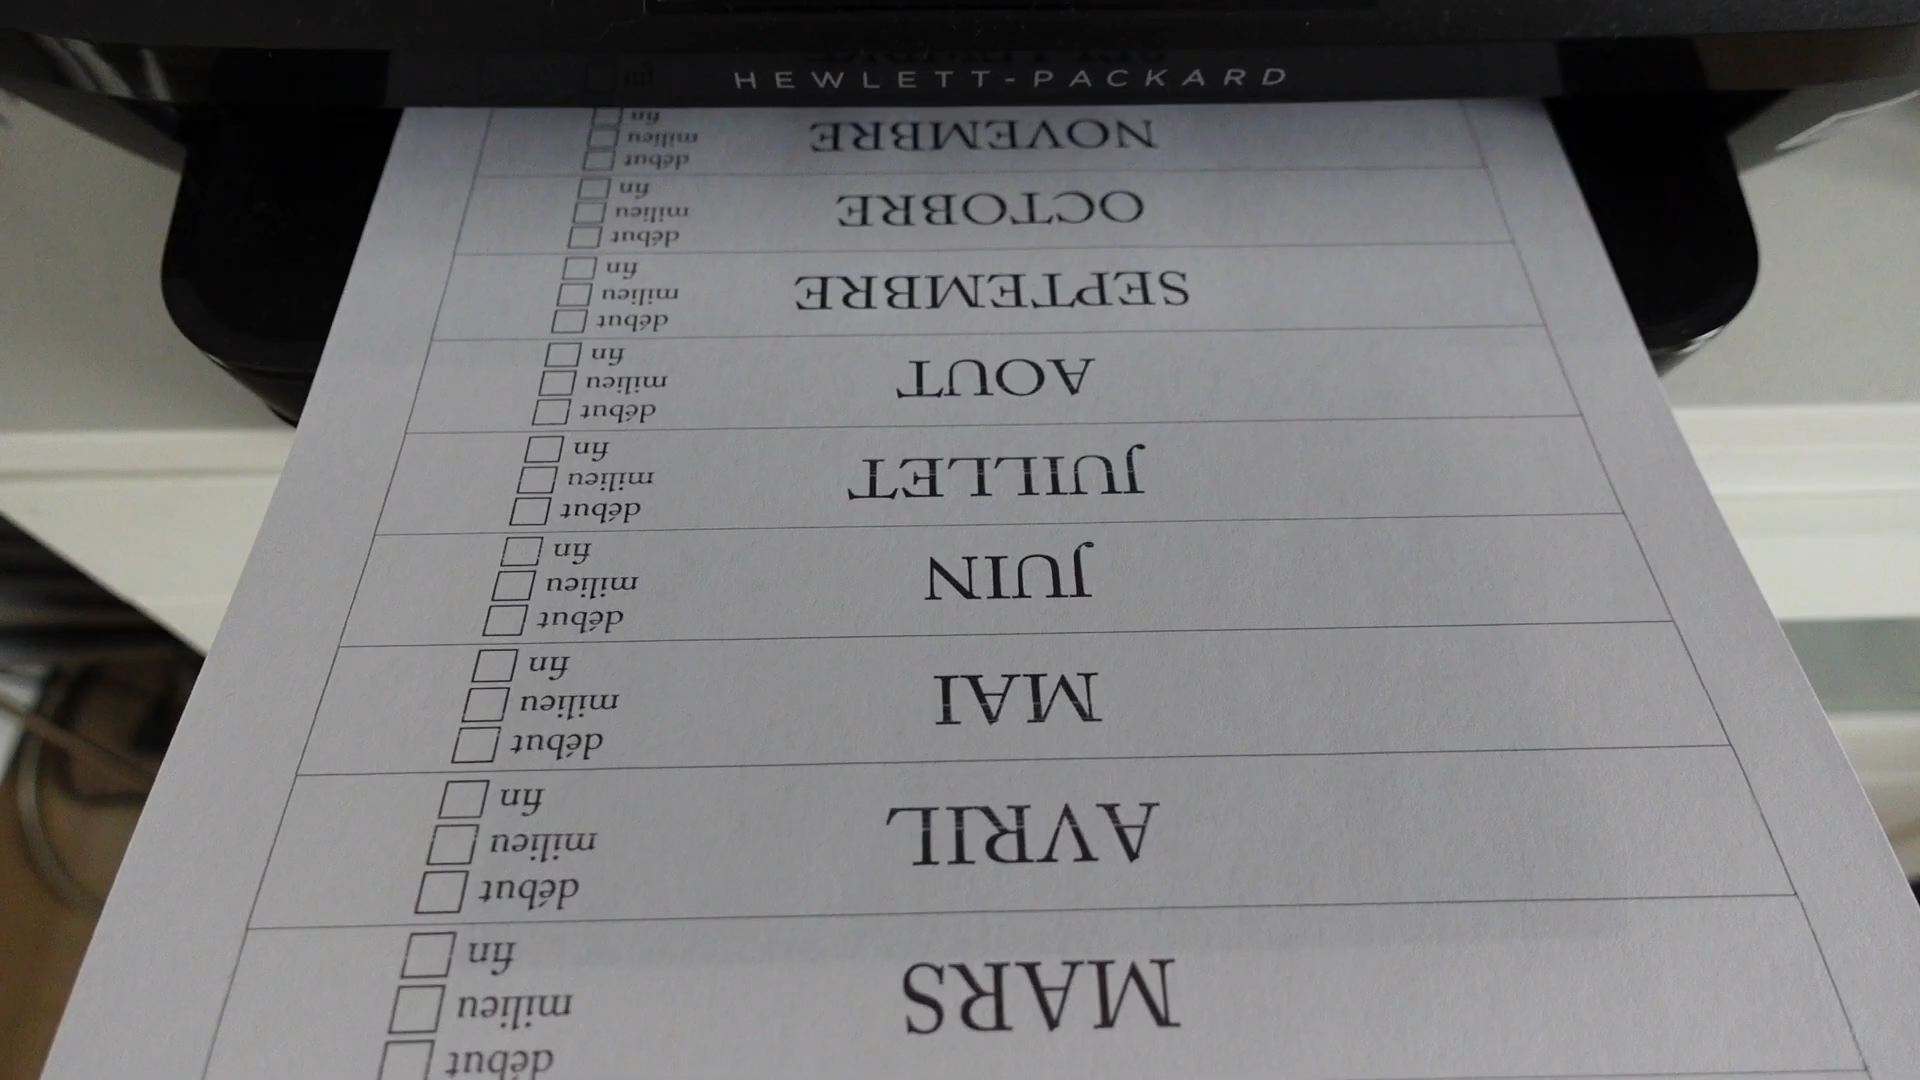 HEWLETT-PACKARD
MARS
début
milieu
fin
AVRIL
début
milieu
fin
MAI
début
milieu
fin
JUIN
début
milieu
fin
JUILLET
début
milieu
fin
AOUT
début
milieu
fin
SEPTEMBRE
début
milieu
fin
OCTOBRE
début
milieu
fin
NOVEMBRE
début
milieu
fin